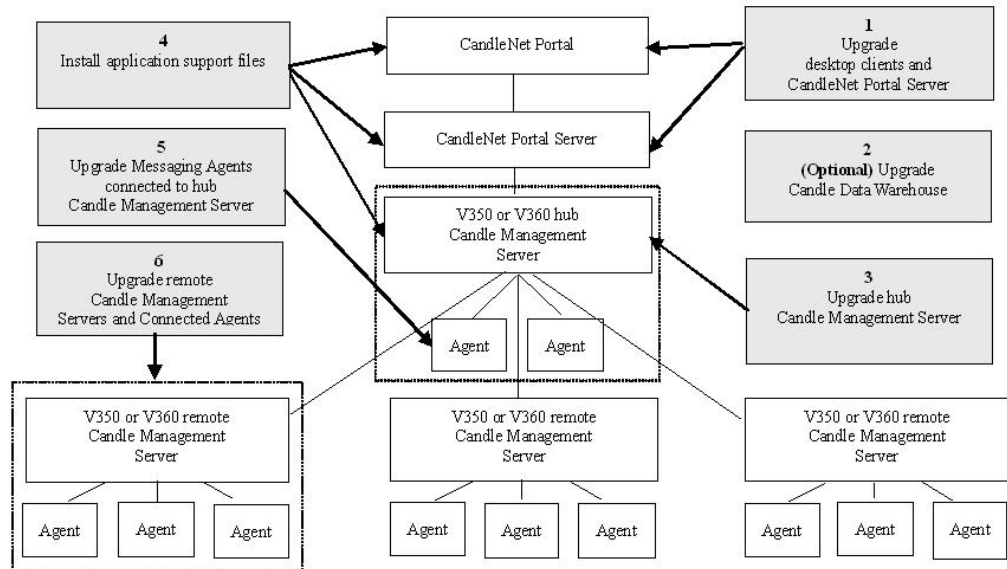 4
Install application support files
CandleNet Portal
1
Upgrade
desktop clients and
CandleNet Portal Server
5
Upgrade Messaging Agents
connected to hub
Candle Management Server
CandleNet Portal Server
2
(Optional) Upgrade
Candle Data Warehouse
6
Upgrade remote
Candle Management
Servers and Connected Agents
V350 or V360 hub
Candle Management
Server
3
Upgrade hub
Candle Management Server
Agent
Agent
V350 or V360 remote
Candle Management
Server
V350 or V360 remote
Candle Management
Server
V350 or V360 remote
Candle Management
Server
Agent
Agent
Agent
Agent
Agent
Agent
Agent
Agent
Agent